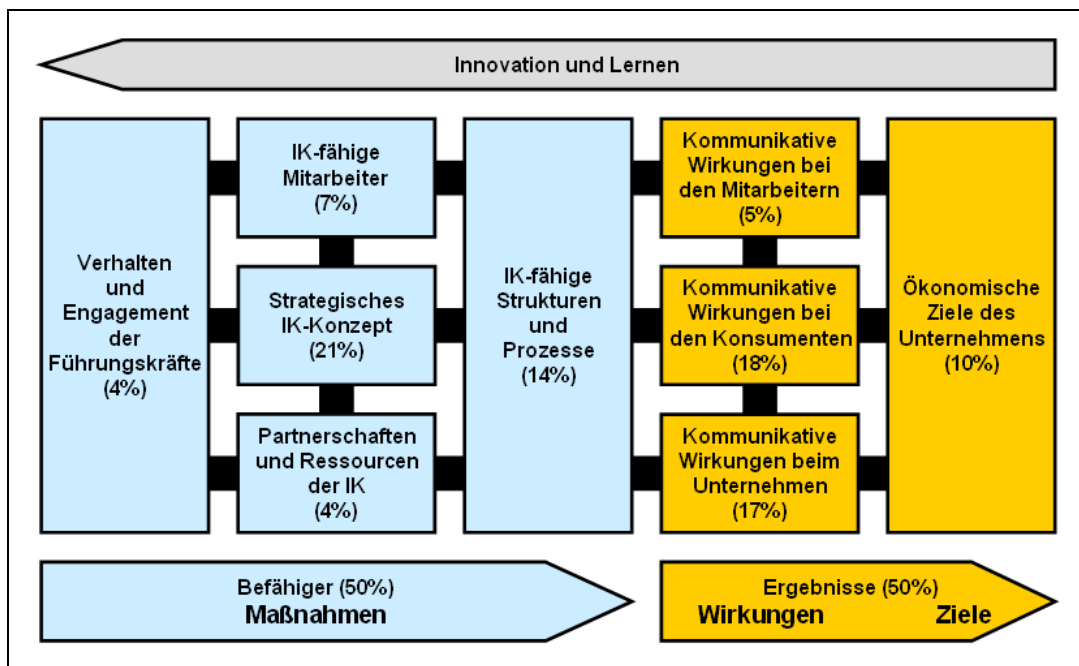 Innovation und Lernen
Verhalten
und
Engagement
der
Führungskräfte
(4%)
IK-fähige
Mitarbeiter
(7%)
Strategisches
IK-Konzept
(21%)
Partnerschaften
und Ressourcen
der IK
(4%)
IK-fähige
Strukturen
und
Prozesse
(14%)
Kommunikative
Wirkungen bei
den Mitarbeitern
(5%)
Kommunikative
Wirkungen bei
den Konsumenten
(18%)
Kommunikative
Wirkungen beim
Unternehmen
(17%)
Ökonomische
Ziele des
Unternehmens
(10%)
Befähiger (50%)
Maßnahmen
Ergebnisse (50%)
Wirkungen Ziele